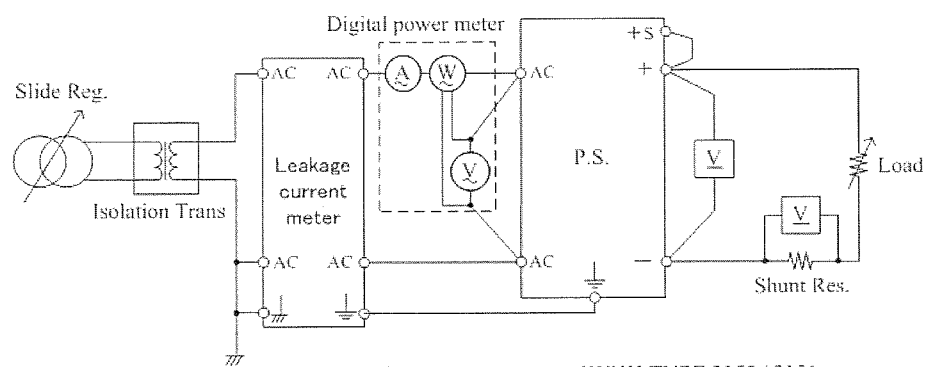 Digital power meter
+S
AC
AC
A
W
AC
+
Slide Reg.
V
P.S.
V
Load
Leakage
current
meter
Isolation Trans
V
AC
AC
AC
−
Shunt Res.